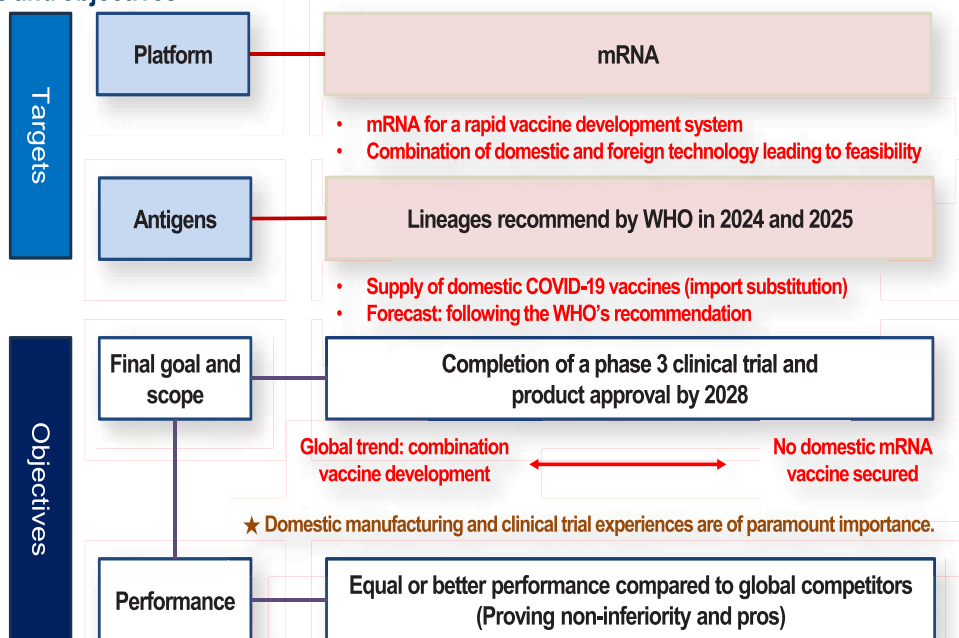 and objectives
Targets
Platform
mRNA
• mRNA for a rapid vaccine development system
• Combination of domestic and foreign technology leading to feasibility
Antigens
Lineages recommend by WHO in 2024 and 2025
• Supply of domestic COVID-19 vaccines (import substitution)
• Forecast: following the WHO's recommendation
Objectives
Final goal and
scope
Completion of a phase 3 clinical trial and
product approval by 2028
Global trend: combination
vaccine development
No domestic mRNA
vaccine secured
★ Domestic manufacturing and clinical trial experiences are of paramount importance.
Performance
Equal or better performance compared to global competitors
(Proving non-inferiority and pros)